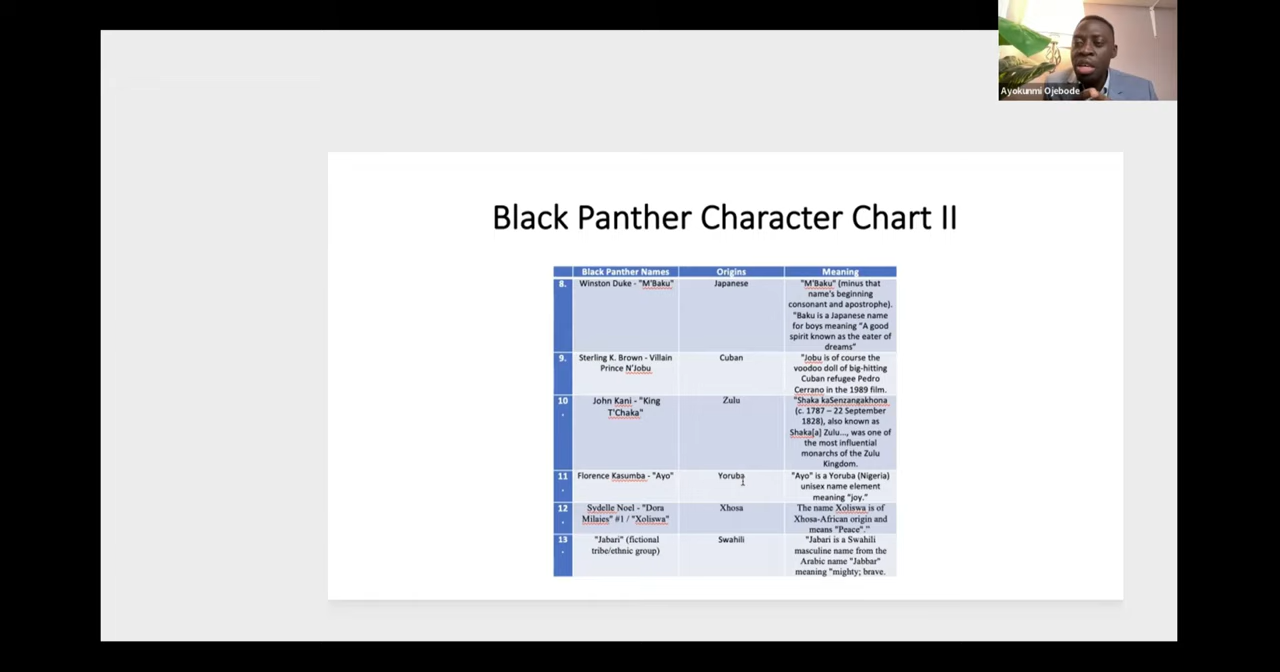 Ayokunmi Ojebode
Black Panther Character Chart II
Black Panther Names
Origins
Meaning
8.
Winston Duke - "M'Baku"
Japanese
"M'Baku" (minus that
name's beginning
consonant and apostrophe).
"Baku is a Japanese name
for boys meaning "A good
spirit known as the eater of
dreams"
9.
Sterling K. Brown - Villain
Prince N'Jobu
Cuban
"Jobu is of course the
voodoo doll of big-hitting
Cuban refugee Pedro
Cerrano in the 1989 film.
10
.
John Kani - "King
T'Chaka"
Zulu
"Shaka kaSenzangakhona
(c. 1787 – 22 September
1828), also known as
Shaka[a] Zulu..., was one of
the most influential
monarchs of the Zulu
Kingdom.
11
.
Florence Kasumba - "Ayo"
Yoruba
"Ayo" is a Yoruba (Nigeria)
unisex name element
meaning "joy."
12
.
Sydelle Noel - "Dora
Milaies" #1 / "Xoliswa"
Xhosa
The name Xoliswa is of
Xhosa-African origin and
means "Peace"."
13
.
"Jabari" (fictional
tribe/ethnic group)
Swahili
"Jabari is a Swahili
masculine name from the
Arabic name "Jabbar"
meaning "mighty; brave.